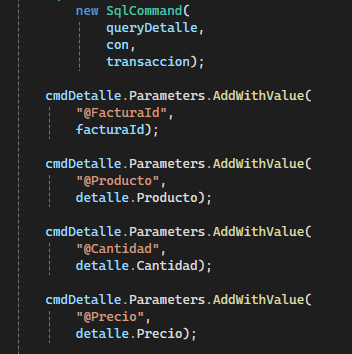 new SqlCommand(
queryDetalle,
con,
transaccion);
cmdDetalle.Parameters.AddWithValue(
"@FacturaId",
facturaId);
cmdDetalle.Parameters.AddWithValue(
"@Producto",
detalle.Producto);
cmdDetalle.Parameters.AddWithValue(
"@Cantidad",
detalle.Cantidad);
cmdDetalle.Parameters.AddWithValue(
"@Precio",
detalle.Precio);